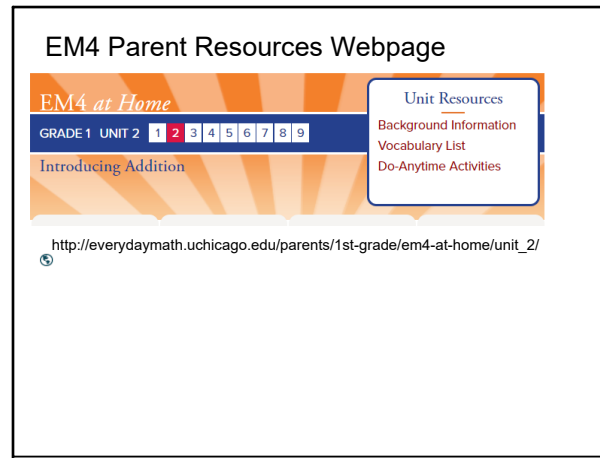 EM4 Parent Resources Webpage
EM4 at Home
GRADE 1 UNIT 2 1 2 3 4 5 6 7 8 9
Introducing Addition
Unit Resources
Background Information
Vocabulary List
Do-Anytime Activities
http://everydaymath.uchicago.edu/parents/1st-grade/em4-at-home/unit_2/